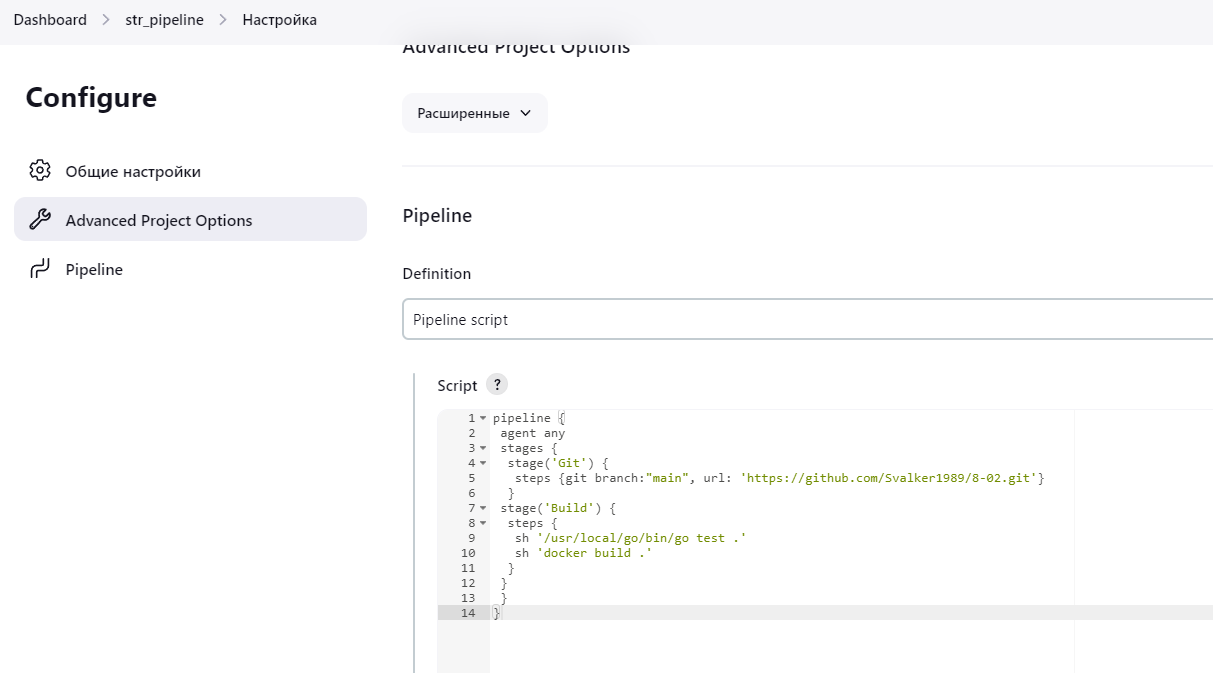 Dashboard > str_pipeline > Настройка
Advanced Project Options
Configure
Расширенные
Общие настройки
Advanced Project Options
Pipeline
Pipeline
Definition
Pipeline script
Script ?
1 pipeline {
2  agent any
3  stages {
4   stage('Git') {
5    steps {git branch:"main", url: 'https://github.com/Svalker1989/8-02.git'}
6   }
7  stage('Build') {
8   steps {
9    sh '/usr/local/go/bin/go test .'
10    sh 'docker build .'
11   }
12  }
13  }
14 }